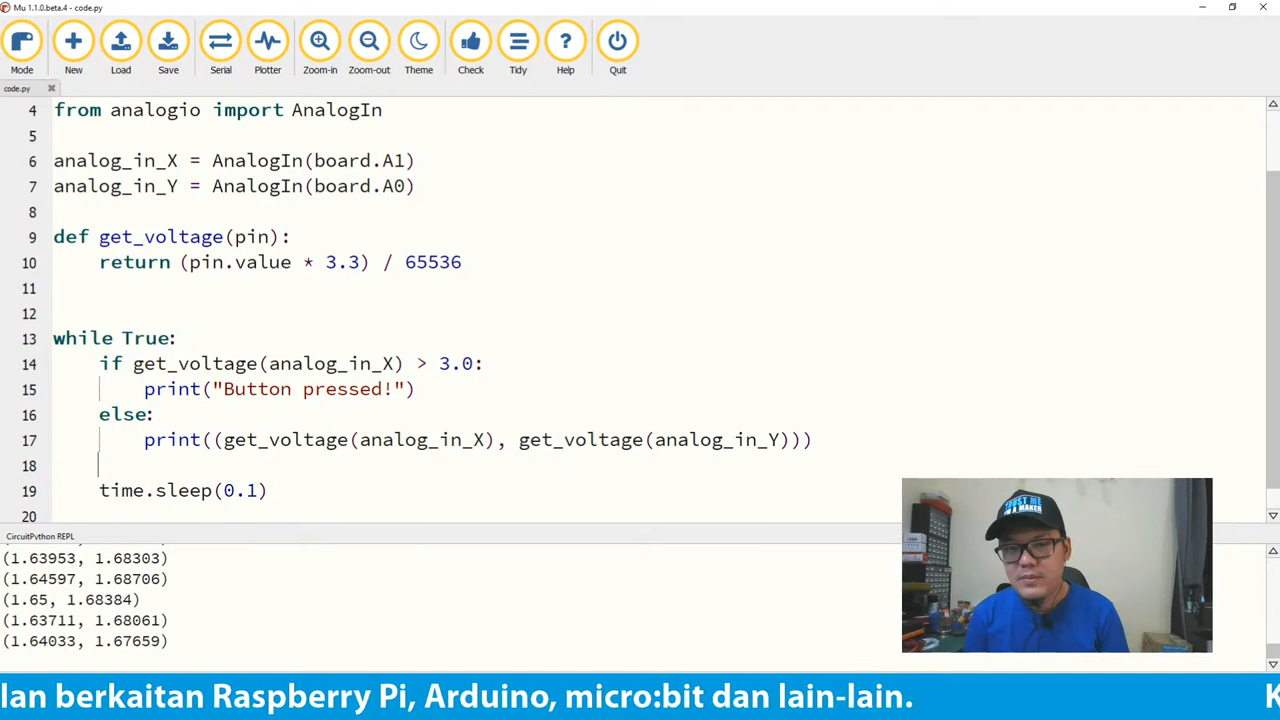 Mu 1.1.0.beta.4 - code.py
Mode New Load Save Serial Plotter Zoom-in Zoom-out Theme Check Tidy Help Quit
code.py
4 from analogio import AnalogIn
5
6 analog_in_X = AnalogIn(board.A1)
7 analog_in_Y = AnalogIn(board.A0)
8
9 def get_voltage(pin):
10 return (pin.value * 3.3) / 65536
11
12
13 while True:
14 if get_voltage(analog_in_X) > 3.0:
15 print("Button pressed!")
16 else:
17 print((get_voltage(analog_in_X), get_voltage(analog_in_Y)))
18
19 time.sleep(0.1)
20
CircuitPython REPL
(1.63953, 1.68303)
(1.64597, 1.68706)
(1.65, 1.68384)
(1.63711, 1.68061)
(1.64033, 1.67659)
TRUST ME
I'M A MAKER
lan berkaitan Raspberry Pi, Arduino, micro:bit dan lain-lain. K